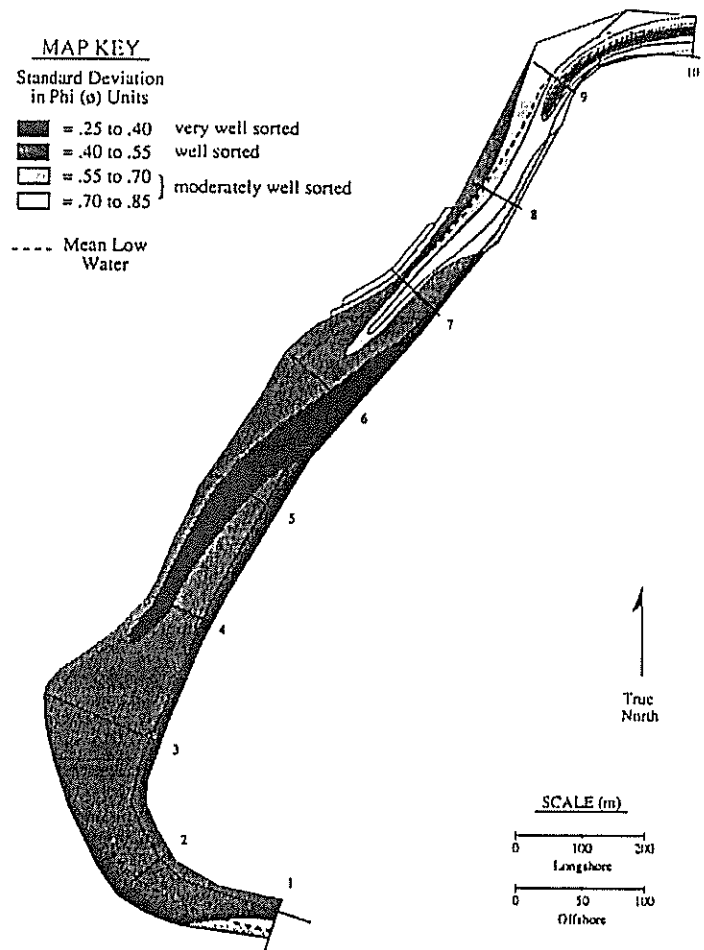 MAP KEY
Standard Deviation
in Phi (ø) Units
= .25 to .40 very well sorted
= .40 to .55 well sorted
= .55 to .70
} moderately well sorted
= .70 to .85
---- Mean Low
Water
10
9
8
7
6
5
4
3
2
1
True
North
SCALE (m)
0 100 200
Longshore
0 50 100
Offshore